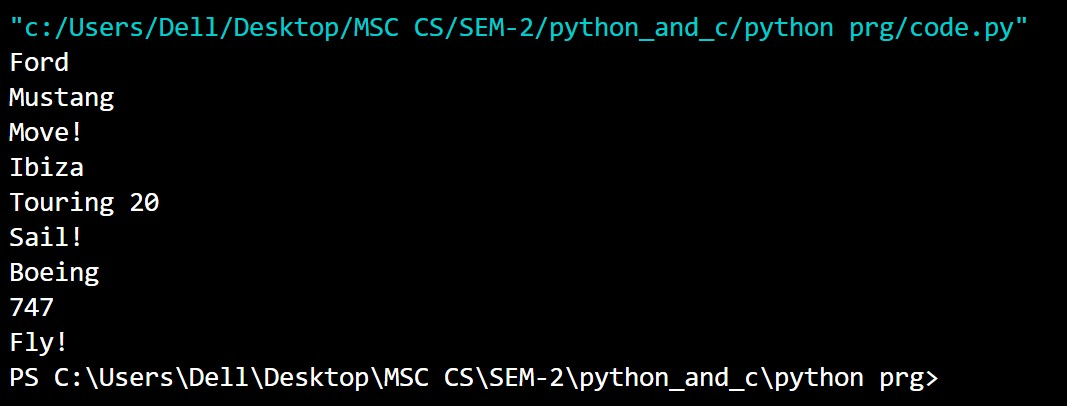 "c:/Users/Dell/Desktop/MSC CS/SEM-2/python_and_c/python prg/code.py"
Ford
Mustang
Move!
Ibiza
Touring 20
Sail!
Boeing
747
Fly!
PS C:\Users\Dell\Desktop\MSC CS\SEM-2\python_and_c\python prg>